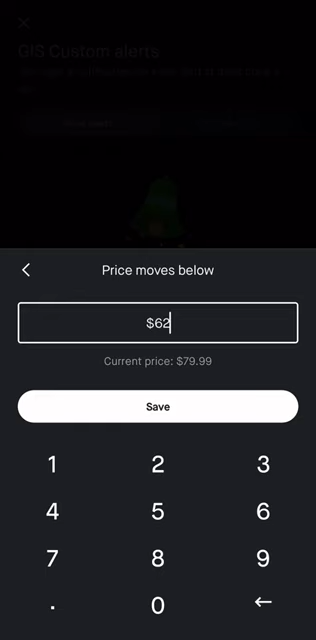 GIS Custom alerts
Price moves below
$62
Current price: $79.99
Save
1 2 3
4 5 6
7 8 9
. 0